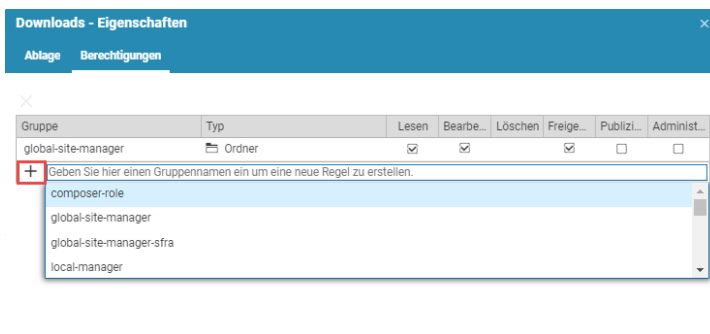 Downloads - Eigenschaften
Ablage Berechtigungen
Gruppe Typ Lesen Bearbe... Löschen Freige... Publizi... Administ...
global-site-manager Ordner
Geben Sie hier einen Gruppennamen ein um eine neue Regel zu erstellen.
composer-role
global-site-manager
global-site-manager-sfra
local-manager